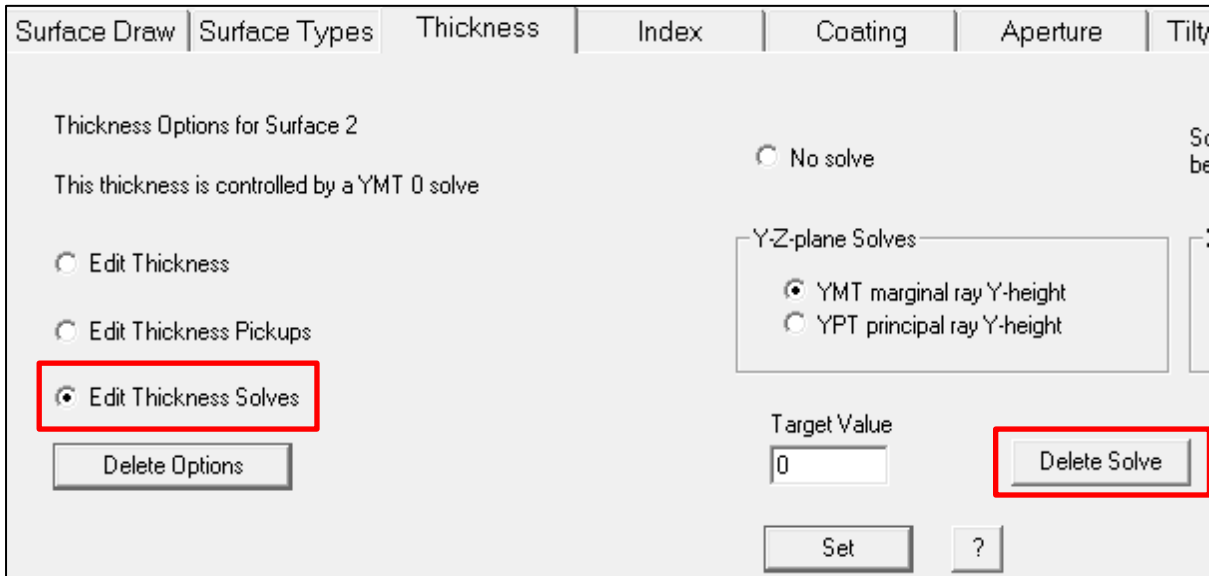 Surface Draw Surface Types Thickness Index Coating Aperture
Thickness Options for Surface 2
No solve
This thickness is controlled by a YMT 0 solve
Y-Z-plane Solves
Edit Thickness
YMT marginal ray Y-height
YPT principal ray Y-height
Edit Thickness Pickups
Edit Thickness Solves
Target Value
Delete Options
0
Delete Solve
Set
?